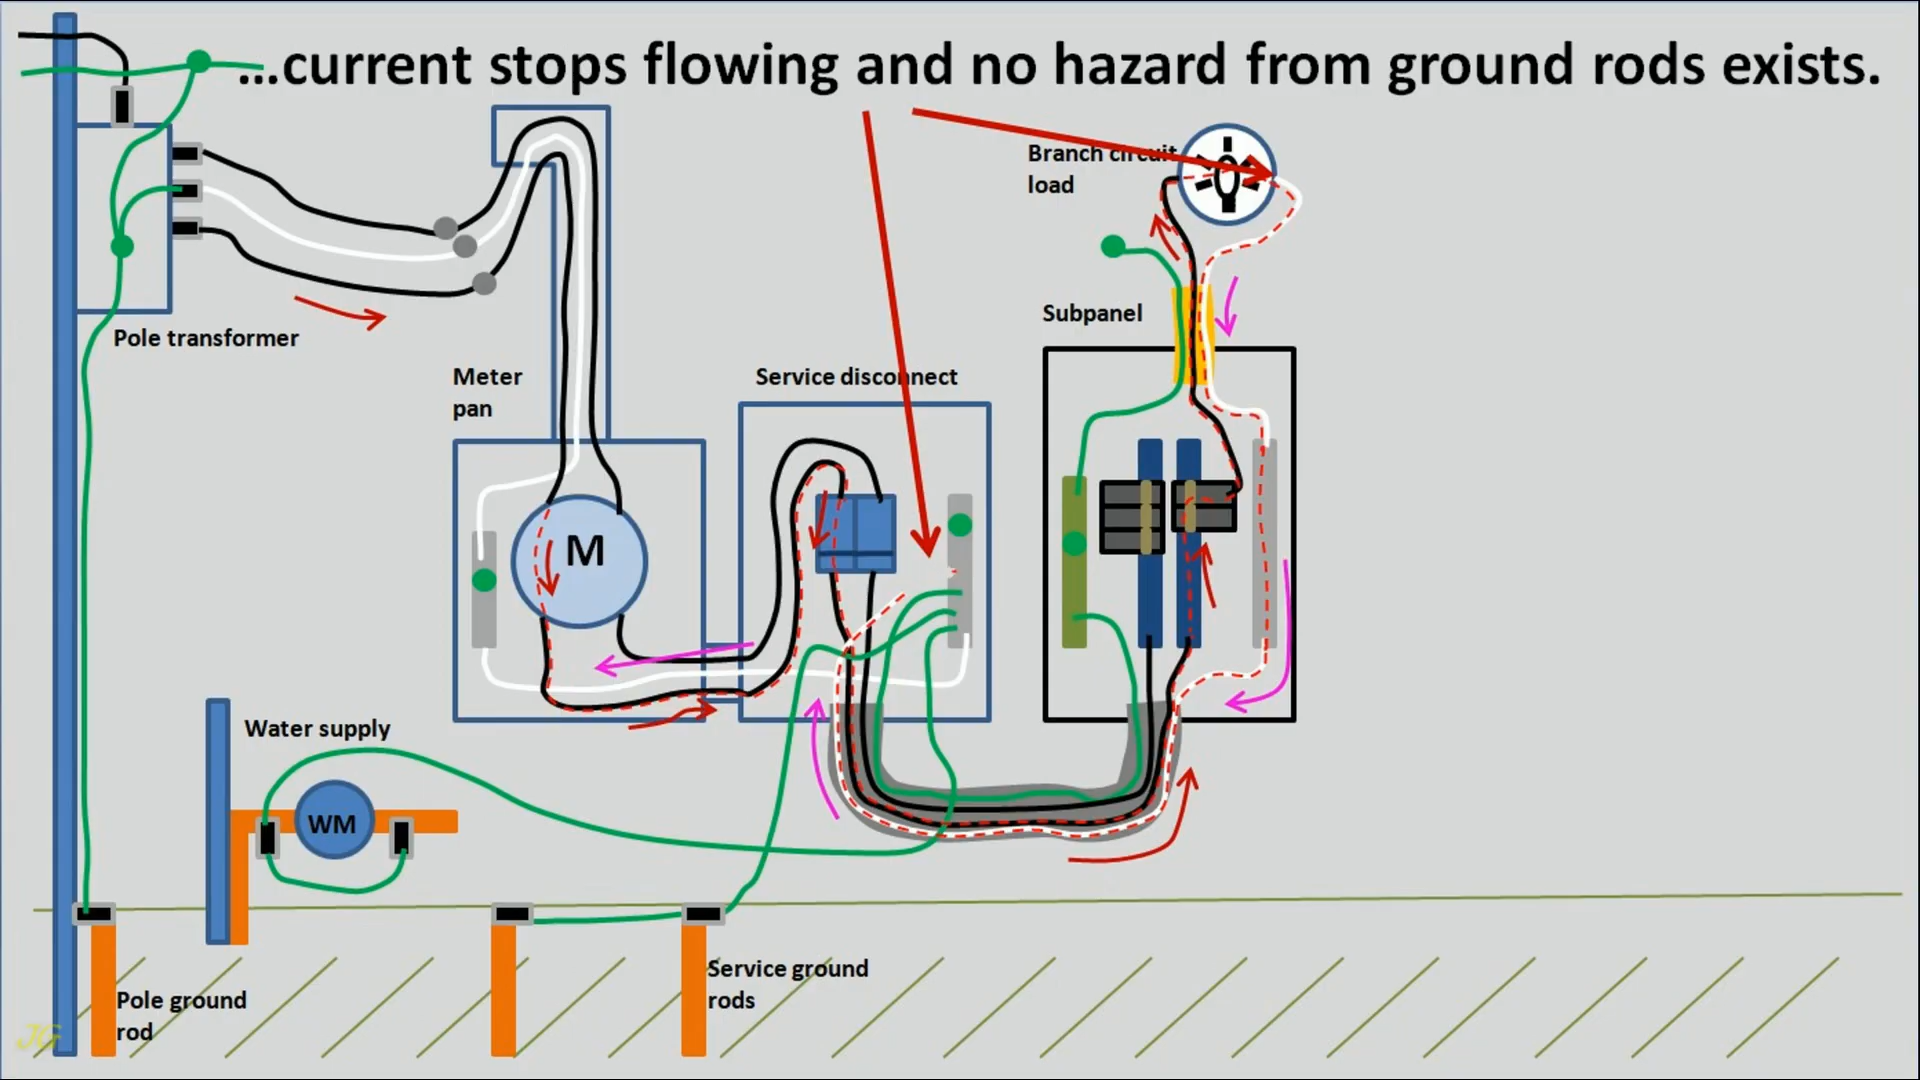 ...current stops flowing and no hazard from ground rods exists.
Branch circuit
load
Subpanel
Pole transformer
Meter
pan
Service disconnect
M
Water supply
WM
Service ground
rods
Pole ground
rod
JG